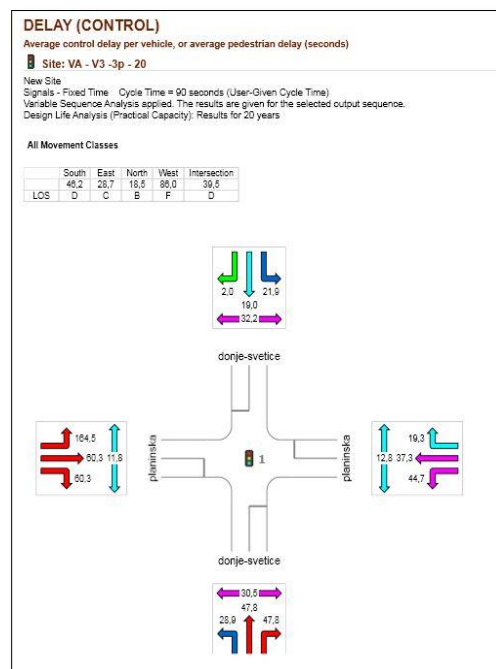 DELAY (CONTROL)
Average control delay per vehicle, or average pedestrian delay (seconds)
Site: VA - V3 -3p - 20
New Site
Signals - Fixed Time Cycle Time = 90 seconds (User-Given Cycle Time)
Variable Sequence Analysis applied. The results are given for the selected output sequence.
Design Life Analysis (Practical Capacity): Results for 20 years
All Movement Classes
South East North West Intersection
46,2 28,7 18,5 86,0 39,5
LOS D C B F D
2,0 21,9
19,0
32,2
donje-svetice
164,5
60,3 11,8
60,3
planinska
1
planinska
19,3
12,8 37,3
44,7
donje-svetice
30,5
47,8
28,9 47,8